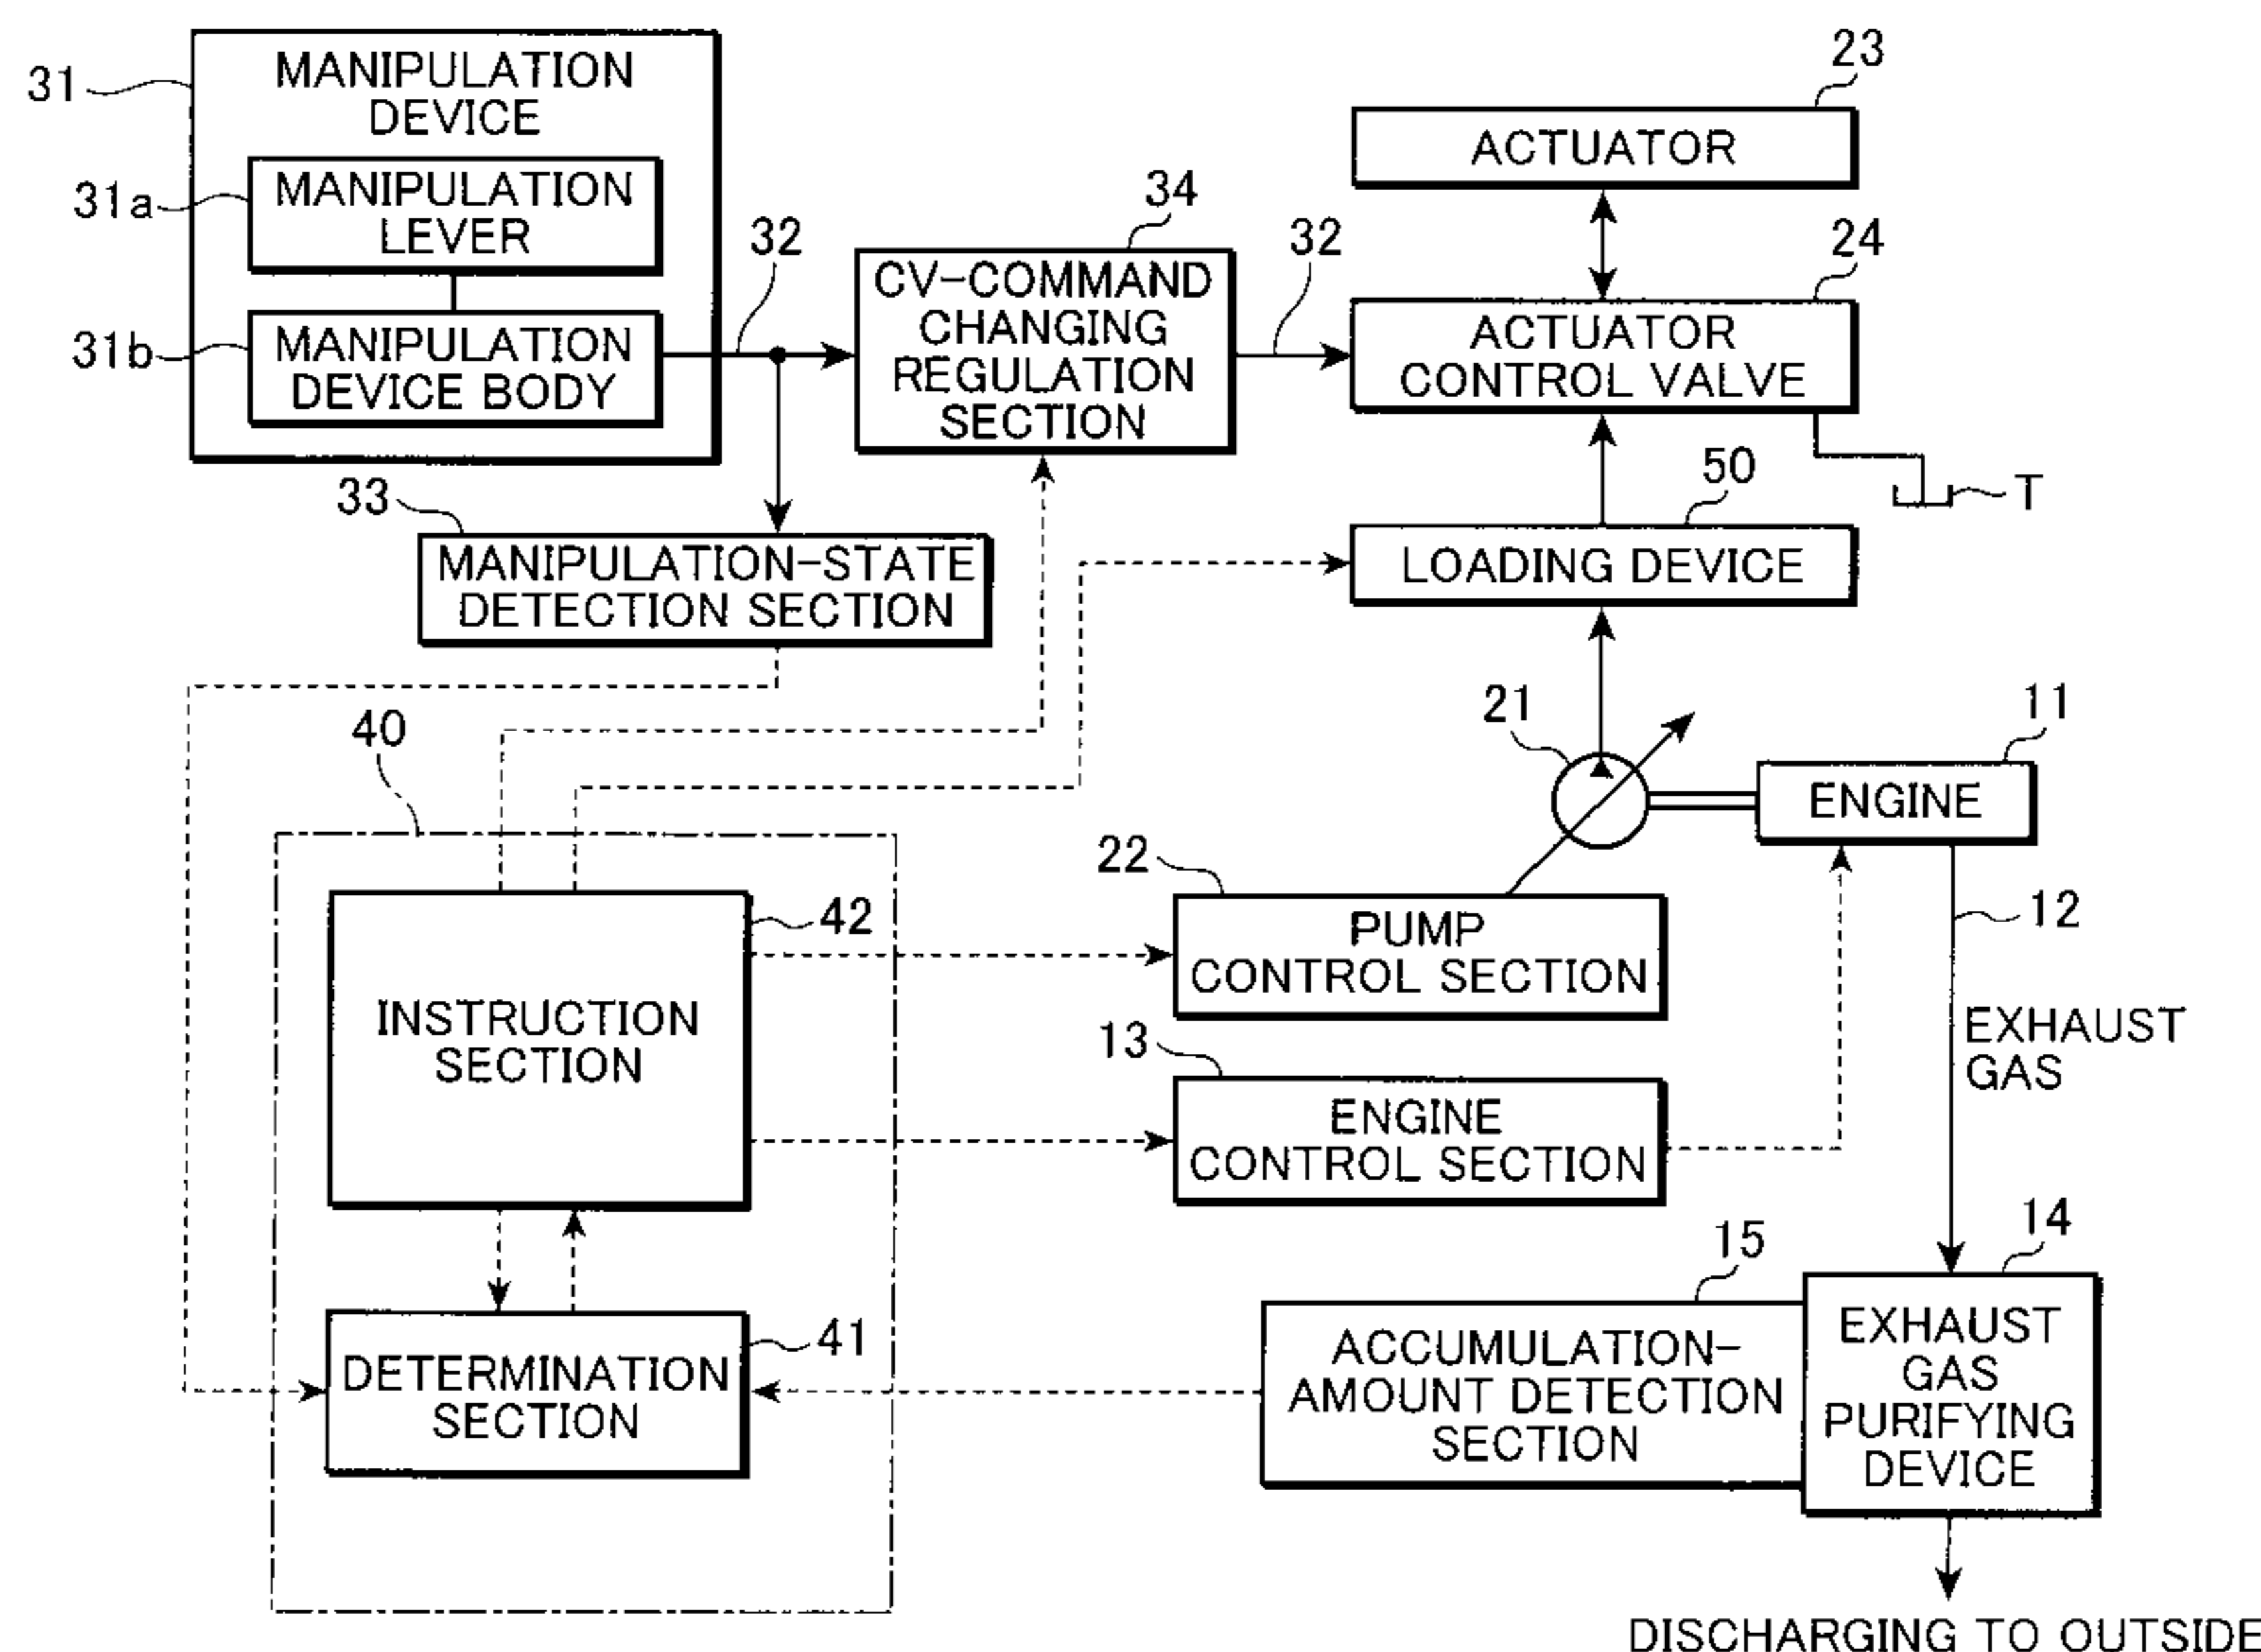 31
MANIPULATION
DEVICE
31a
MANIPULATION
LEVER
31b
MANIPULATION
DEVICE BODY
32
34
CV-COMMAND
CHANGING
REGULATION
SECTION
32
23
ACTUATOR
24
ACTUATOR
CONTROL VALVE
T
33
MANIPULATION-STATE
DETECTION SECTION
50
LOADING DEVICE
40
21
11
ENGINE
22
PUMP
CONTROL SECTION
42
INSTRUCTION
SECTION
12
EXHAUST
GAS
13
ENGINE
CONTROL SECTION
41
DETERMINATION
SECTION
15
ACCUMULATION-
AMOUNT DETECTION
SECTION
14
EXHAUST
GAS
PURIFYING
DEVICE
DISCHARGING TO OUTSIDE